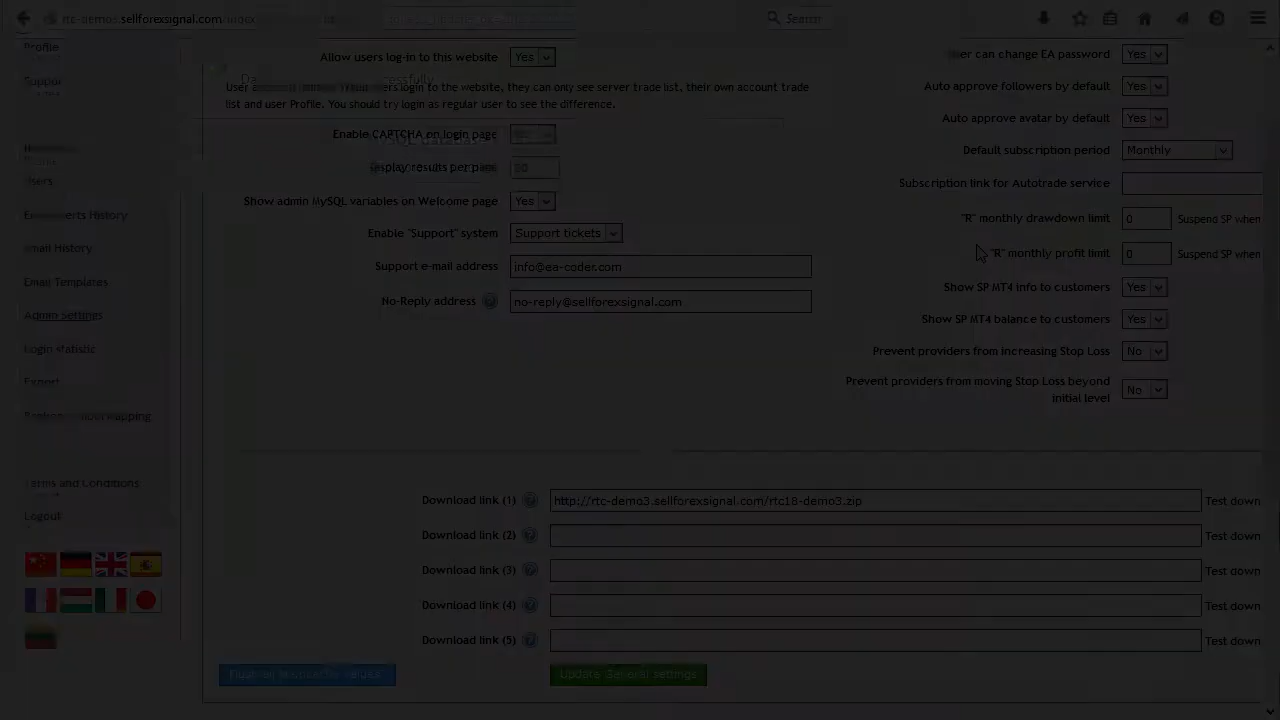 rtc-demo3.sellforexsignal.com/
Search
Profile
Support
Users
History
Email History
Email Templates
Admin Settings
Login statistic
Export
Terms and Conditions
Logout
Allow users log-in to this website Yes
login to the website, they can only see server trade list, their own account trade
list and user Profile. You should try login as regular user to see the difference.
Enable CAPTCHA on login page
Display results per page 50
Show admin MySQL variables on Welcome page Yes
Enable "Support" system Support tickets
Support e-mail address info@ea-coder.com
No-Reply address no-reply@sellforexsignal.com
User can change EA password Yes
Auto approve followers by default Yes
Auto approve avatar by default Yes
Default subscription period Monthly
Subscription link for Autotrade service
"R" monthly drawdown limit 0 Suspend SP when
"R" monthly profit limit 0 Suspend SP when
Show SP MT4 info to customers Yes
Show SP MT4 balance to customers Yes
Prevent providers from increasing Stop Loss No
Prevent providers from moving Stop Loss beyond
initial level No
Download link (1) http://rtc-demo3.sellforexsignal.com/rtc18-demo3.zip Test down
Download link (2) Test down
Download link (3) Test down
Download link (4) Test down
Download link (5) Test down
Update General settings